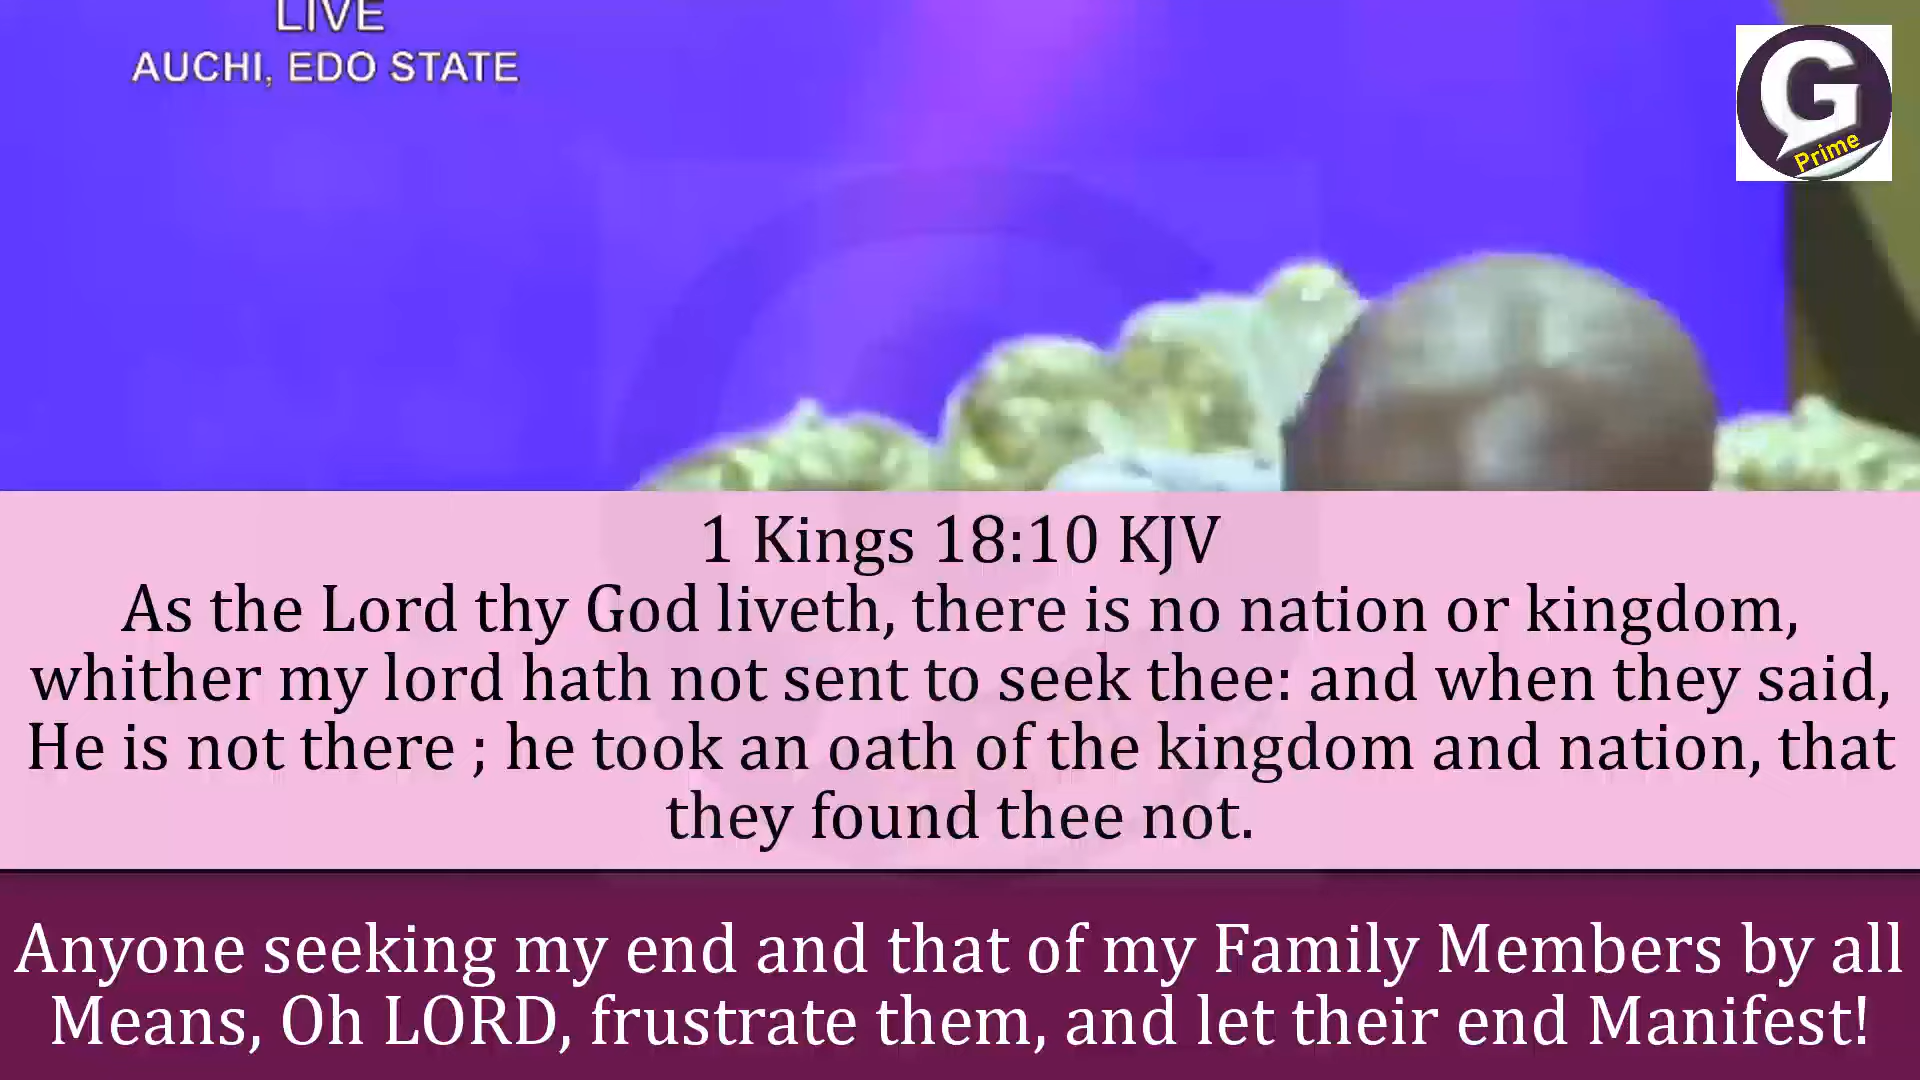 LIVE
AUCHI, EDO STATE
G
Prime
1 Kings 18:10 KJV
As the Lord thy God liveth, there is no nation or kingdom,
whither my lord hath not sent to seek thee: and when they said,
He is not there ; he took an oath of the kingdom and nation, that
they found thee not.
Anyone seeking my end and that of my Family Members by all
Means, Oh LORD, frustrate them, and let their end Manifest!